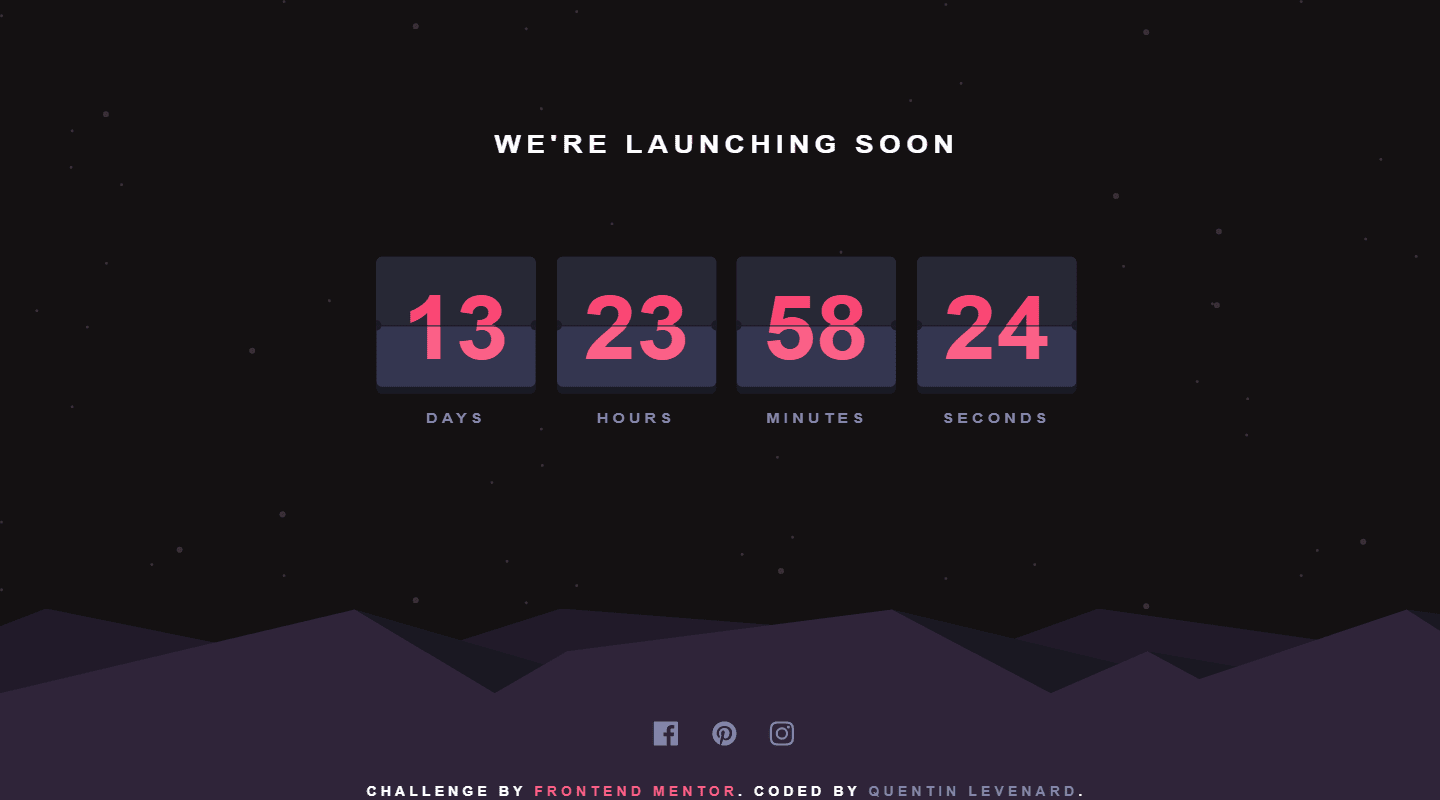 WE'RE LAUNCHING SOON
13 23 58 24
DAYS HOURS MINUTES SECONDS
CHALLENGE BY FRONTEND MENTOR. CODED BY QUENTIN LEVENARD.